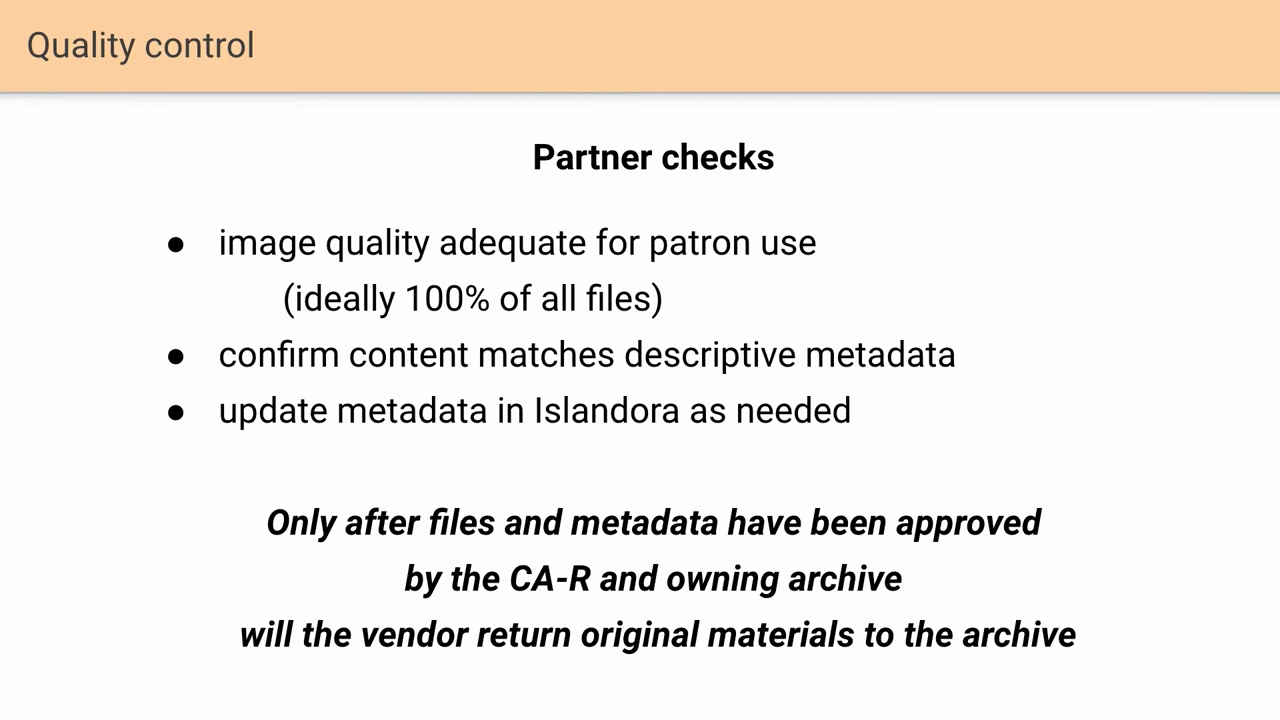 Quality control
Partner checks
● image quality adequate for patron use
(ideally 100% of all files)
● confirm content matches descriptive metadata
● update metadata in Islandora as needed
Only after files and metadata have been approved
by the CA-R and owning archive
will the vendor return original materials to the archive